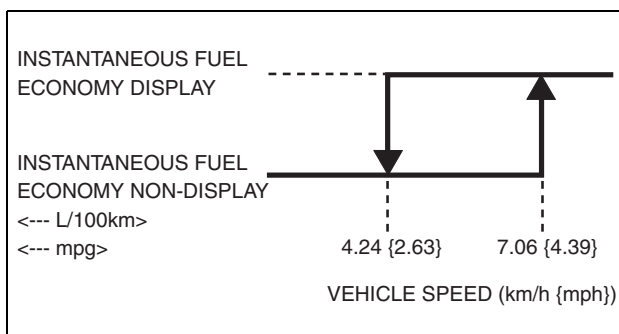 INSTANTANEOUS FUEL
ECONOMY DISPLAY
INSTANTANEOUS FUEL
ECONOMY NON-DISPLAY
<--- L/100km>
<--- mpg>
4.24 {2.63} 7.06 {4.39}
VEHICLE SPEED (km/h {mph})